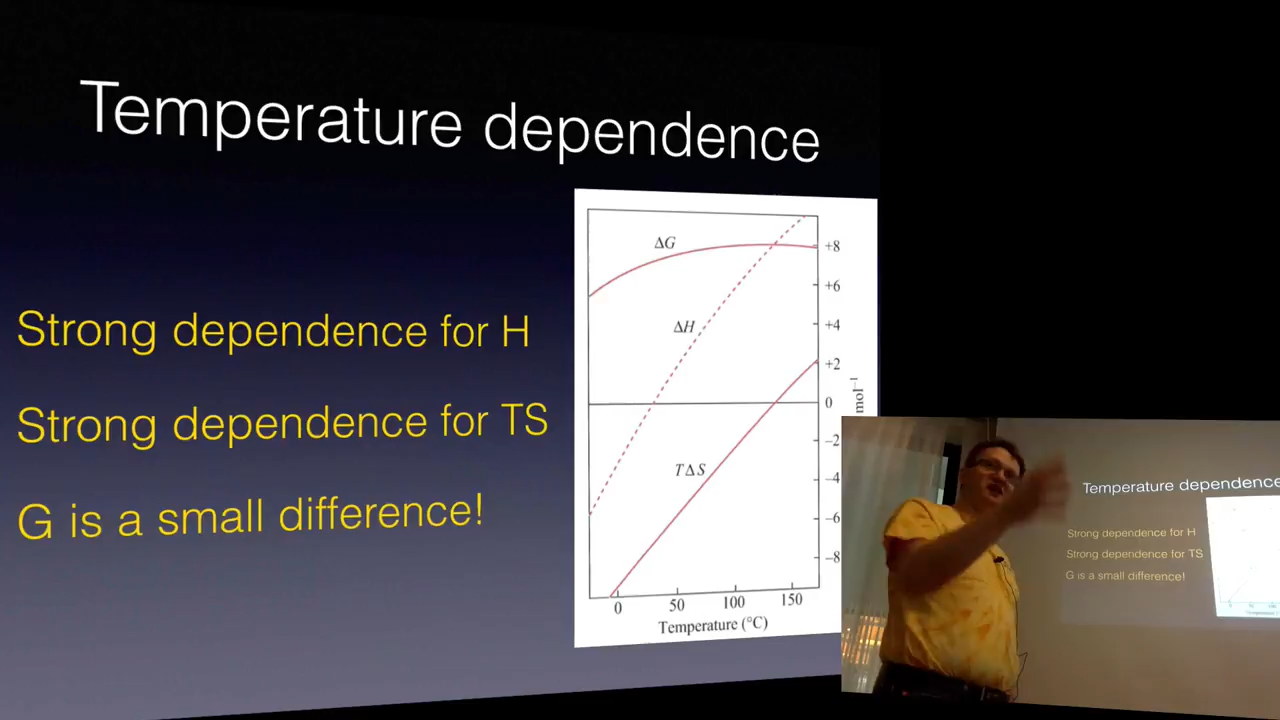 Temperature dependence
Strong dependence for H
Strong dependence for TS
G is a small difference!
ΔG
ΔH
TΔS
+8
+6
+4
+2
0
−2
−4
−6
−8
mol⁻¹
0 50 100 150
Temperature (°C)
Temperature dependence
Strong dependence for H
Strong dependence for TS
G is a small difference!